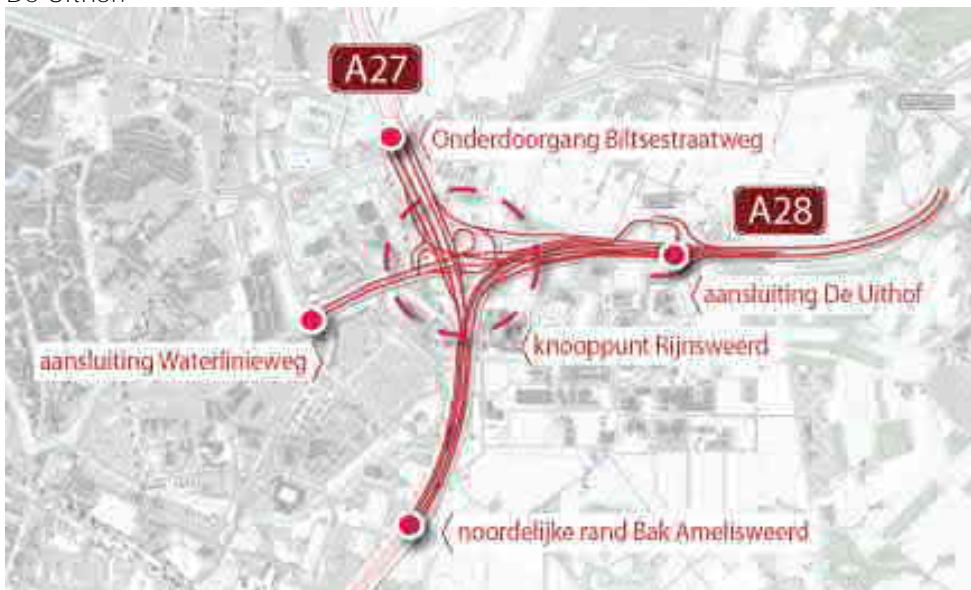 A27
Onderdoorgang Biltsestraatweg
A28
aansluiting De Uithof
knooppunt Rijnsweerd
aansluiting Waterlinieweg
noordelijke rand Bak Amelisweerd